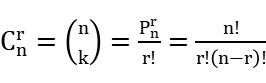 C_n^r = (n k) = P_n^r / r! = n! / r!(n−r)!